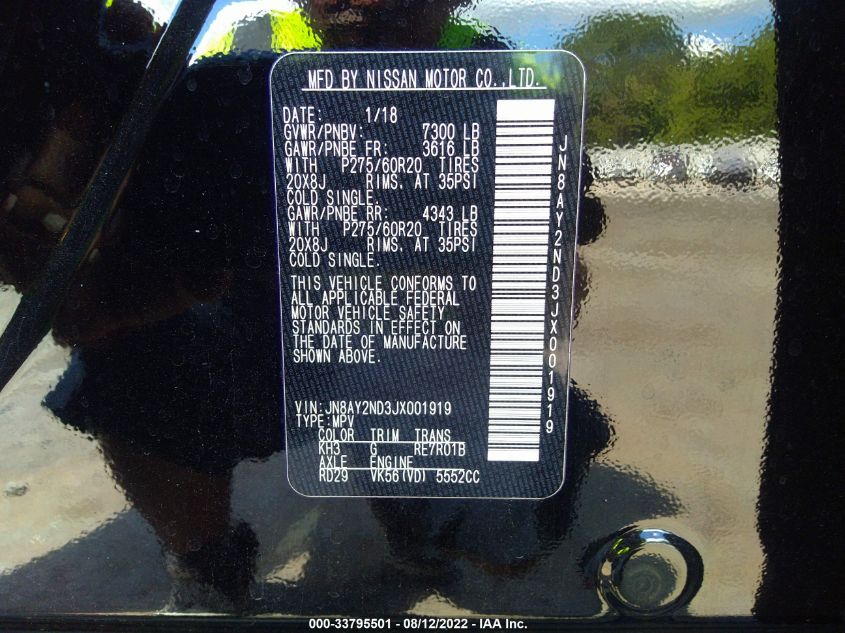 MFD BY NISSAN MOTOR CO.,LTD.
DATE: 1/18
GVWR/PNBV: 7300 LB
GAWR/PNBE FR: 3616 LB
WITH P275/60R20 TIRES
20X8J RIMS. AT 35PSI
COLD SINGLE.
GAWR/PNBE RR: 4343 LB
WITH P275/60R20 TIRES
20X8J RIMS. AT 35PSI
COLD SINGLE.
THIS VEHICLE CONFORMS TO
ALL APPLICABLE FEDERAL
MOTOR VEHICLE SAFETY
STANDARDS IN EFFECT ON
THE DATE OF MANUFACTURE
SHOWN ABOVE.
VIN:JN8AY2ND3JX001919
TYPE:MPV
COLOR TRIM TRANS
KH3 G RE7R01B
AXLE ENGINE
RD29 VK56(VD) 5552CC
JN8AY2ND3JX001919
000-33795501 - 08/12/2022 - IAA Inc.